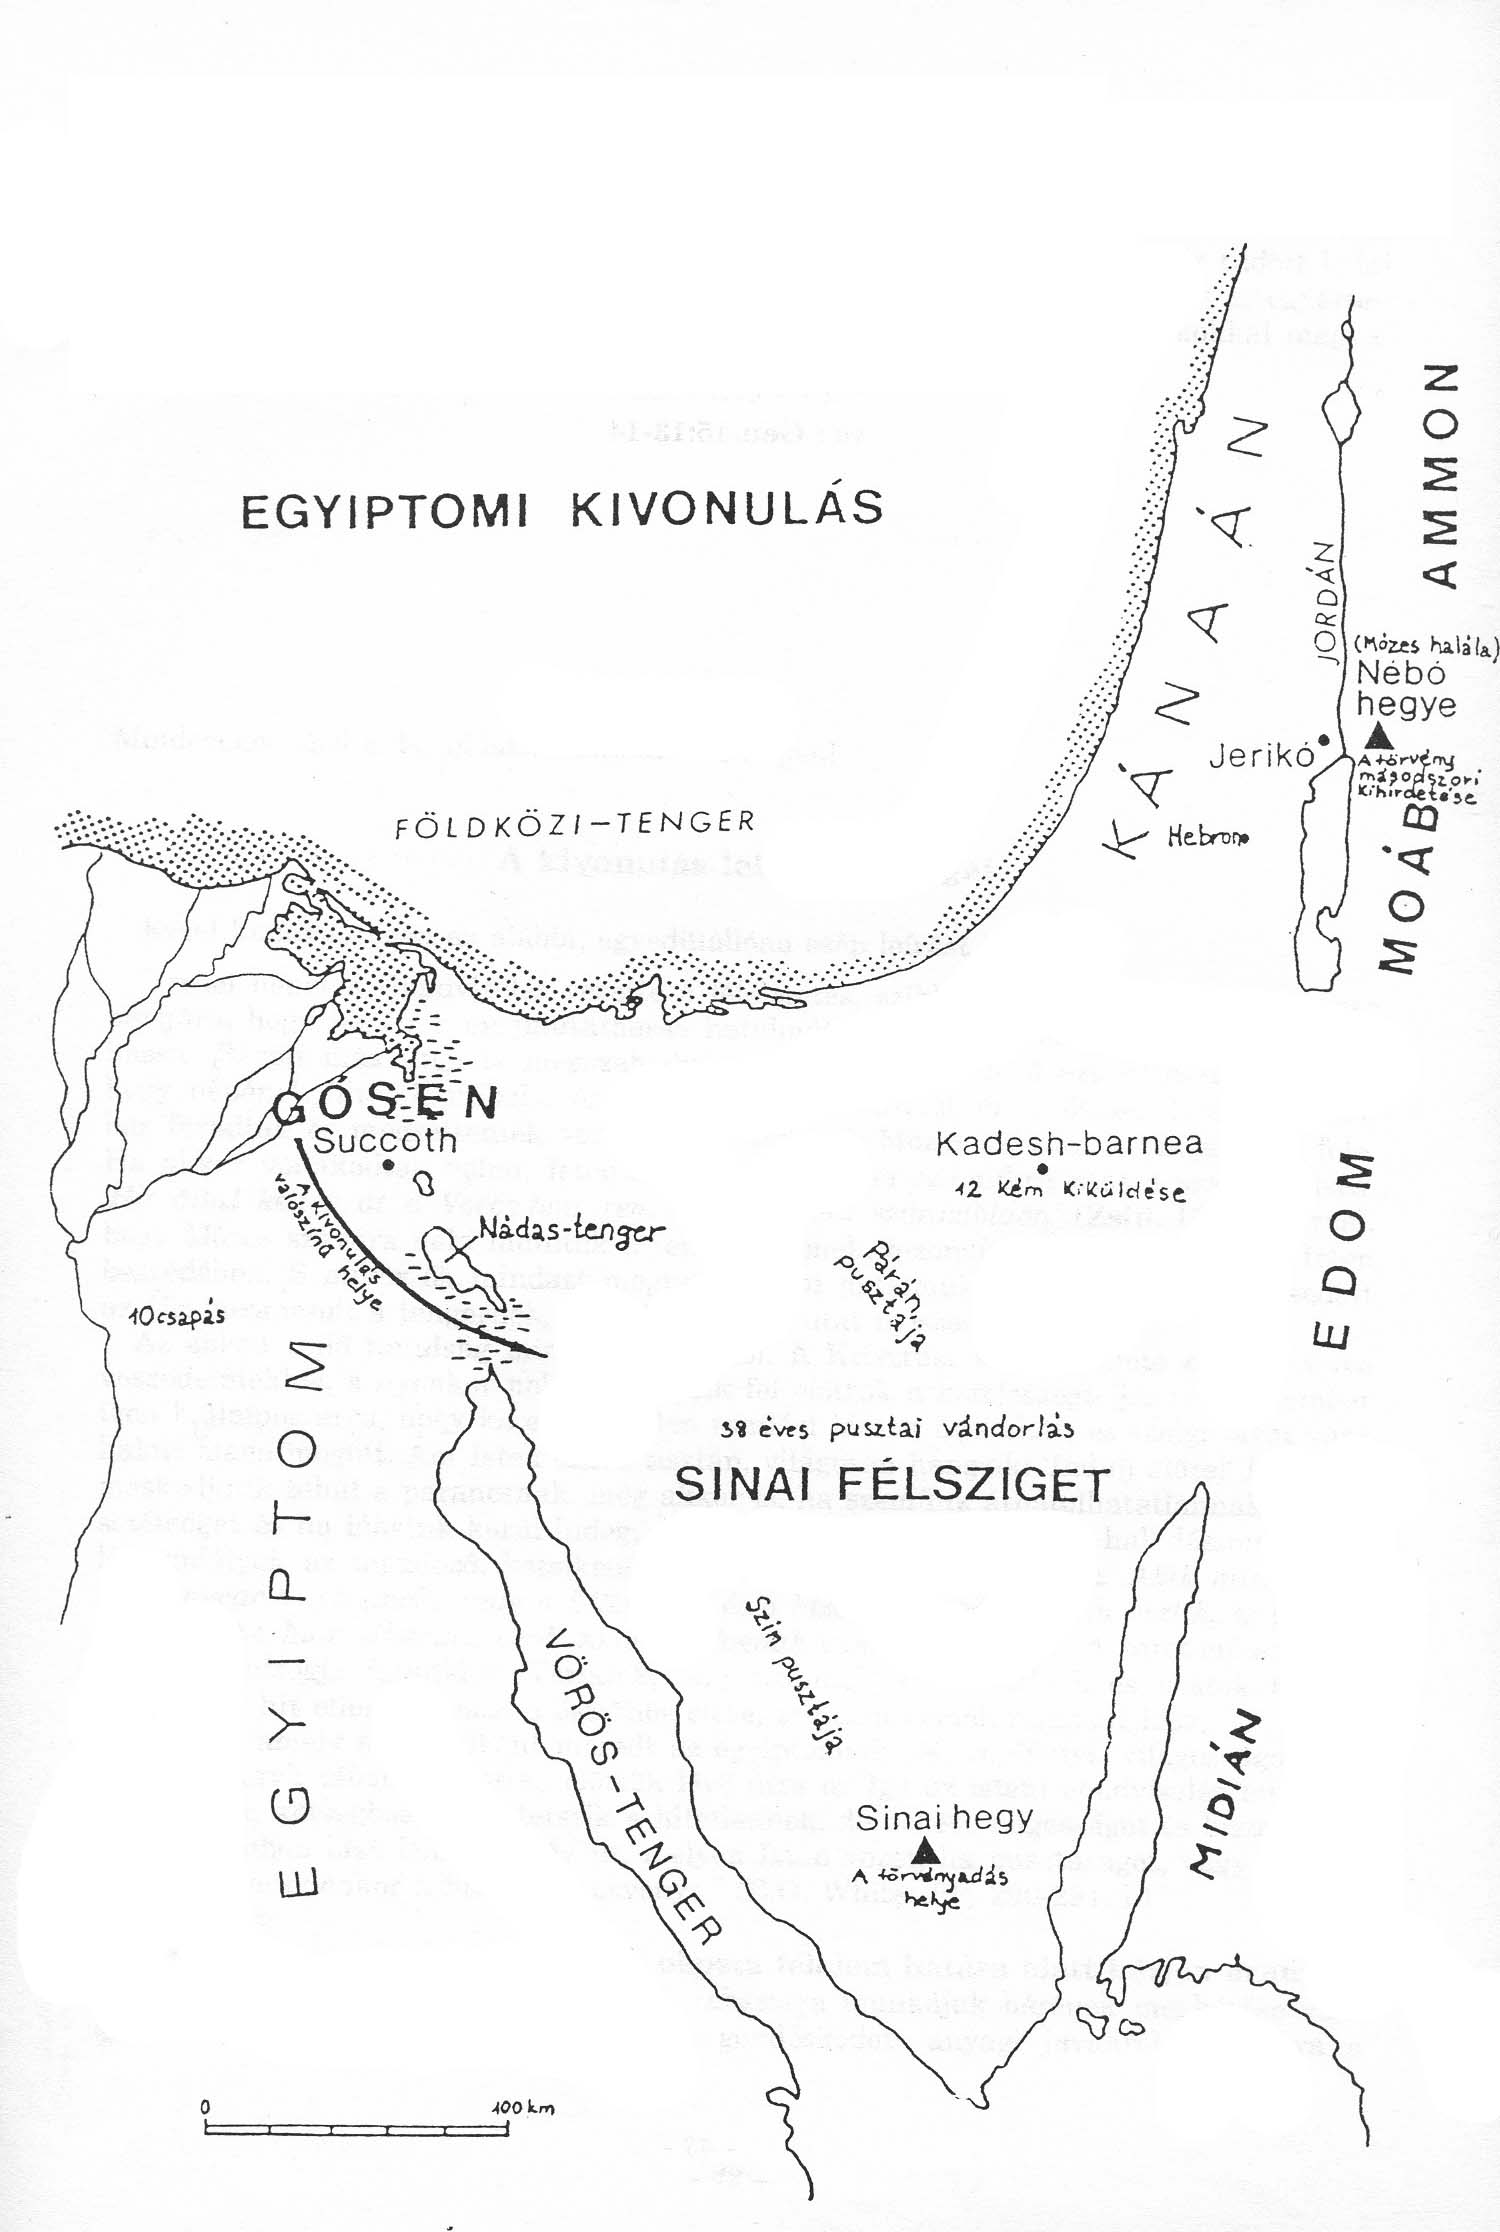 EGYIPTOMI KIVONULÁS
AMMON
KÁNAÁN
JORDÁN
(Mózes halála)
Nébó
hegye
Jerikó
A törvény
másodszori
kihirdetése
FÖLDKÖZI-TENGER
Hebron
MOÁB
GÓSEN
Succoth
A kivonulás
valószínű helye
Nádas-tenger
Kadesh-barnea
12 kém kiküldése
Párán
pusztája
EDOM
10 csapás
EGYIPTOM
38 éves pusztai vándorlás
SINAI FÉLSZIGET
VÖRÖS-TENGER
Szin pusztája
MIDIÁN
Sinai hegy
A törvényadás
helye
0 100 km